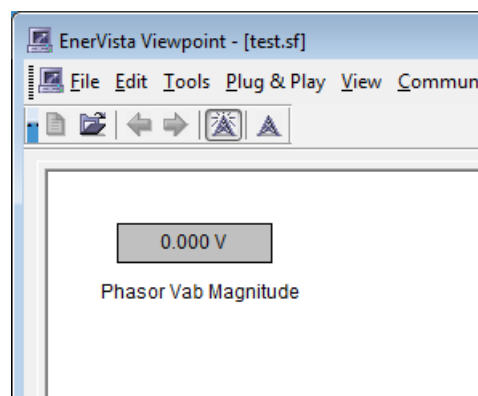 EnerVista Viewpoint - [test.sf]
File Edit Tools Plug & Play View Commun
0.000 V
Phasor Vab Magnitude